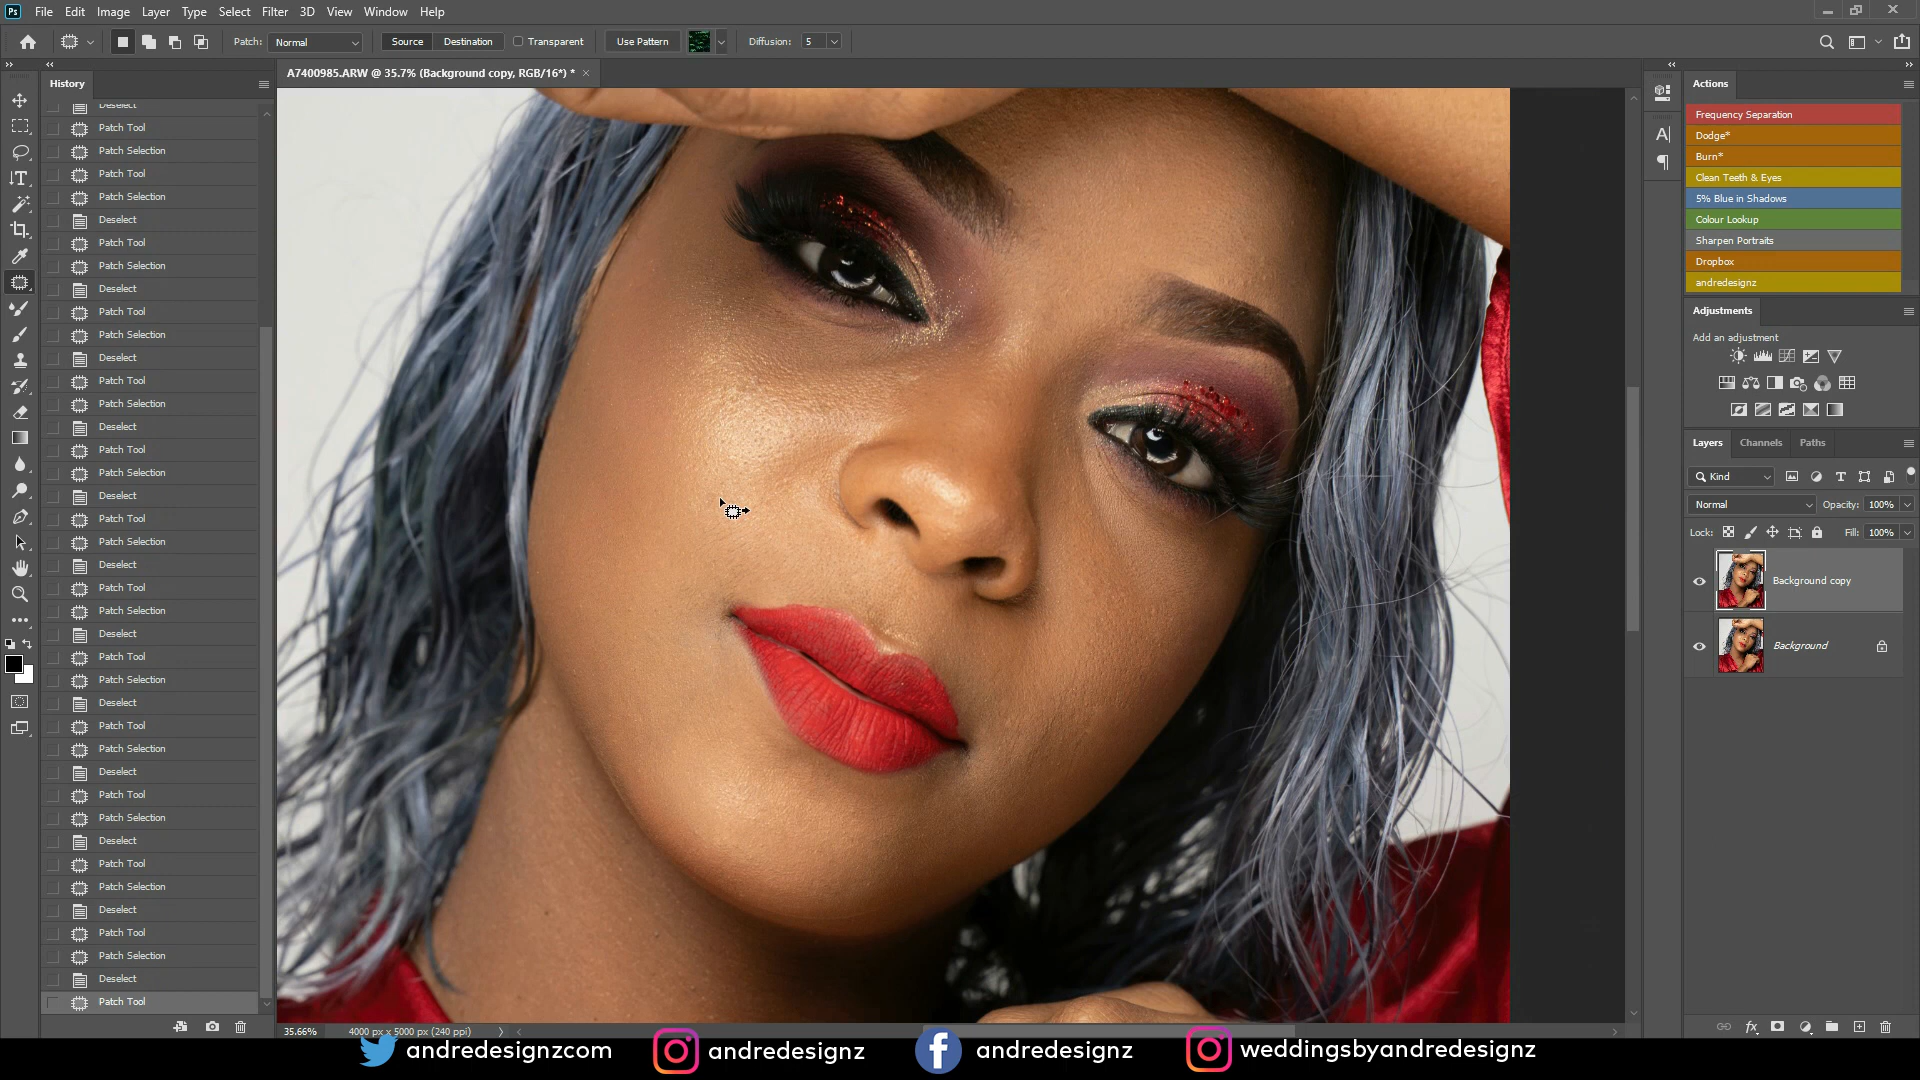 Ps File Edit Image Layer Type Select Filter 3D View Window Help
Patch: Normal Source Destination Transparent Use Pattern Diffusion: 5
A7400985.ARW @ 35.7% (Background copy, RGB/16*) * ×
History
Deselect
Patch Tool
Patch Selection
Patch Tool
Patch Selection
Deselect
Patch Tool
Patch Selection
Deselect
Patch Tool
Patch Selection
Deselect
Patch Tool
Patch Selection
Deselect
Patch Tool
Patch Selection
Deselect
Patch Tool
Patch Selection
Deselect
Patch Tool
Patch Selection
Deselect
Patch Tool
Patch Selection
Deselect
Patch Tool
Patch Selection
Deselect
Patch Tool
Patch Selection
Deselect
Patch Tool
Patch Selection
Deselect
Patch Tool
Patch Selection
Deselect
Patch Tool
Actions
Frequency Separation
Dodge*
Burn*
Clean Teeth & Eyes
5% Blue in Shadows
Colour Lookup
Sharpen Portraits
Dropbox
andredesignz
Adjustments
Add an adjustment
Layers Channels Paths
Kind
Normal Opacity: 100%
Lock: Fill: 100%
Background copy
Background
35.66% 4000 px x 5000 px (240 ppi)
andredesignzcom andredesignz andredesignz weddingsbyandredesignz